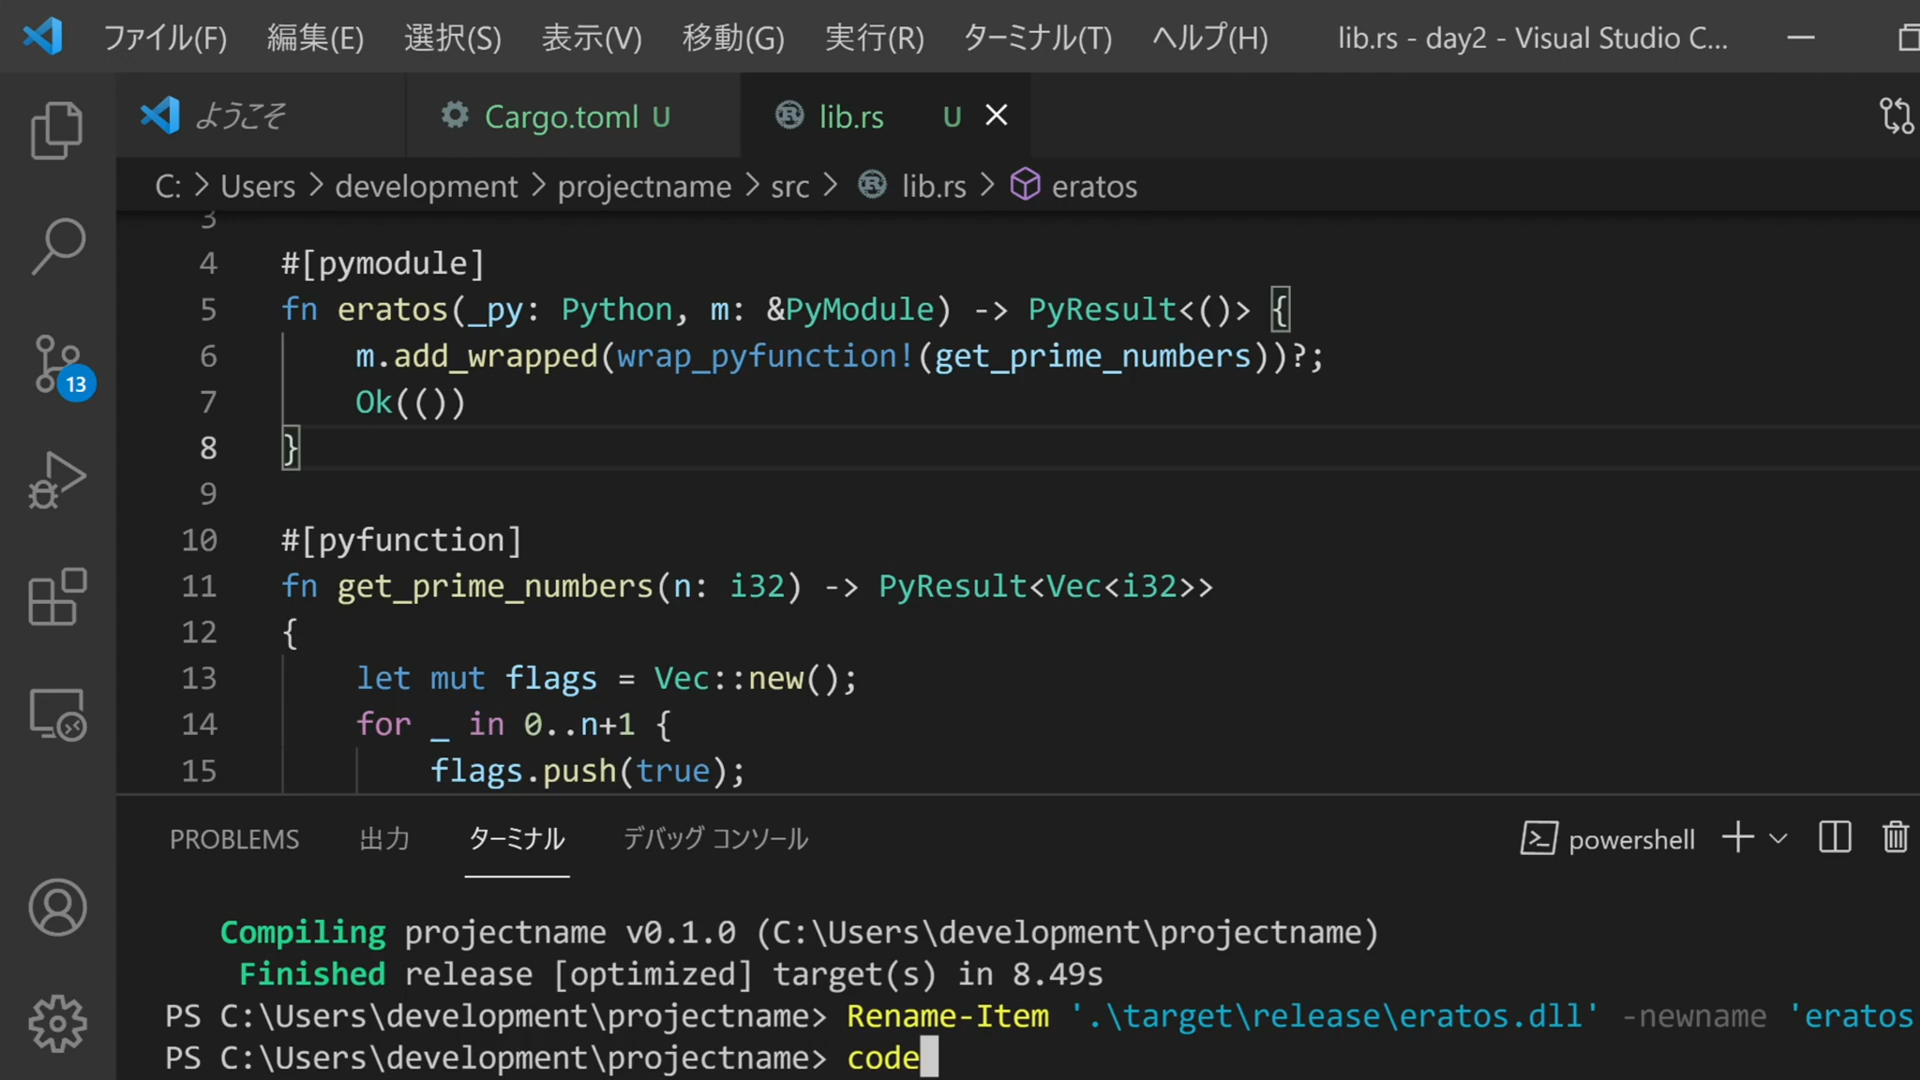 ファイル(F) 編集(E) 選択(S) 表示(V) 移動(G) 実行(R) ターミナル(T) ヘルプ(H) lib.rs - day2 - Visual Studio C...
ようこそ Cargo.toml U lib.rs U
C: > Users > development > projectname > src > lib.rs > eratos
3
4 #[pymodule]
5 fn eratos(_py: Python, m: &PyModule) -> PyResult<()> {
6 m.add_wrapped(wrap_pyfunction!(get_prime_numbers))?;
7 Ok(())
8 }
9
10 #[pyfunction]
11 fn get_prime_numbers(n: i32) -> PyResult<Vec<i32>>
12 {
13 let mut flags = Vec::new();
14 for _ in 0..n+1 {
15 flags.push(true);
13
PROBLEMS 出力 ターミナル デバッグ コンソール powershell
Compiling projectname v0.1.0 (C:\Users\development\projectname)
Finished release [optimized] target(s) in 8.49s
PS C:\Users\development\projectname> Rename-Item '.\target\release\eratos.dll' -newname 'eratos
PS C:\Users\development\projectname> code